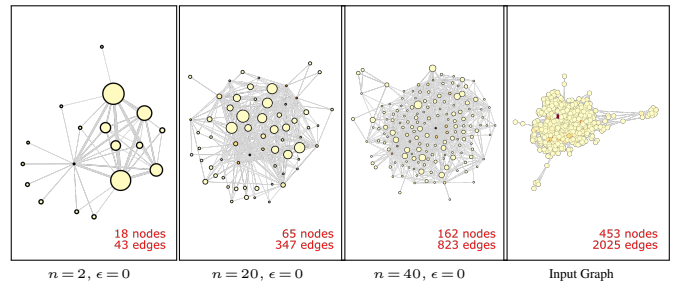 18 nodes
43 edges
65 nodes
347 edges
162 nodes
823 edges
453 nodes
2025 edges
n = 2, ϵ = 0
n = 20, ϵ = 0
n = 40, ϵ = 0
Input Graph